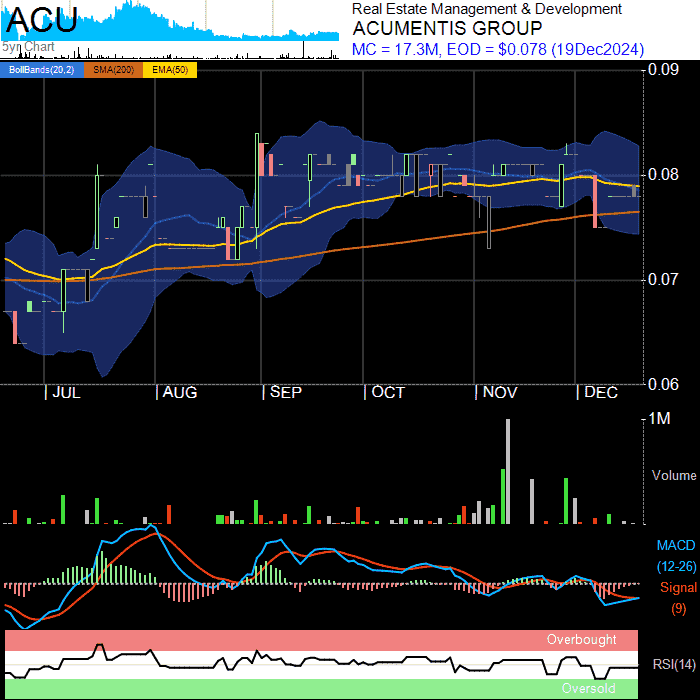 ACU
5yr Chart
Real Estate Management & Development
ACUMENTIS GROUP
MC = 17.3M, EOD = $0.078 (19Dec2024)
BollBands(20,2) SMA(200) EMA(50)
0.09
0.08
0.07
0.06
JUL AUG SEP OCT NOV DEC
1M
Volume
MACD
(12-26)
Signal
(9)
Overbought
RSI(14)
Oversold